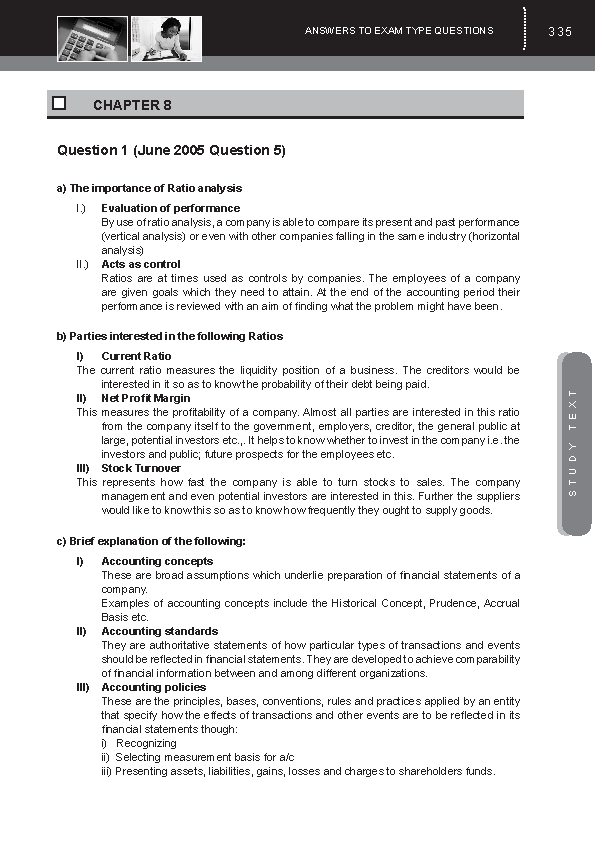 ANSWERS TO EXAM TYPE QUESTIONS 335
CHAPTER 8
Question 1 (June 2005 Question 5)
a) The importance of Ratio analysis
I.) Evaluation of performance
By use of ratio analysis, a company is able to compare its present and past performance
(vertical analysis) or even with other companies falling in the same industry (horizontal
analysis)
II.) Acts as control
Ratios are at times used as controls by companies. The employees of a company
are given goals which they need to attain. At the end of the accounting period their
performance is reviewed with an aim of finding what the problem might have been.
b) Parties interested in the following Ratios
I) Current Ratio
The current ratio measures the liquidity position of a business. The creditors would be
interested in it so as to know the probability of their debt being paid.
II) Net Profit Margin
This measures the profitability of a company. Almost all parties are interested in this ratio
from the company itself to the government, employers, creditor, the general public at
large, potential investors etc.,. It helps to know whether to invest in the company i.e. the
investors and public; future prospects for the employees etc.
III) Stock Turnover
This represents how fast the company is able to turn stocks to sales. The company
management and even potential investors are interested in this. Further the suppliers
would like to know this so as to know how frequently they ought to supply goods.
c) Brief explanation of the following:
I) Accounting concepts
These are broad assumptions which underlie preparation of financial statements of a
company.
Examples of accounting concepts include the Historical Concept, Prudence, Accrual
Basis etc.
II) Accounting standards
They are authoritative statements of how particular types of transactions and events
should be reflected in financial statements. They are developed to achieve comparability
of financial information between and among different organizations.
III) Accounting policies
These are the principles, bases, conventions, rules and practices applied by an entity
that specify how the effects of transactions and other events are to be reflected in its
financial statements though:
i) Recognizing
ii) Selecting measurement basis for a/c
iii) Presenting assets, liabilities, gains, losses and charges to shareholders funds.
STUDY TEXT